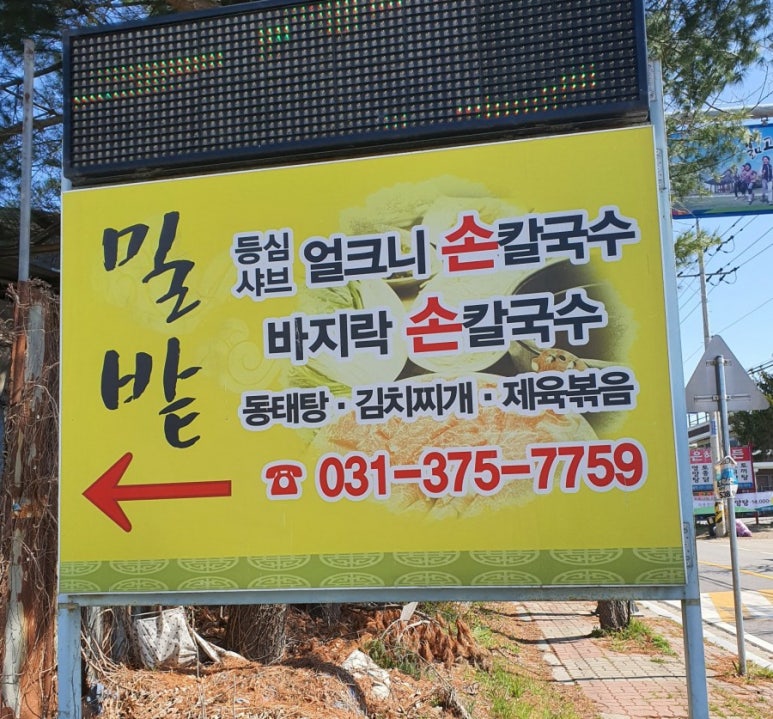 밀밭
등심
샤브 얼크니 손칼국수
바지락 손칼국수
동태탕 · 김치찌개 · 제육볶음
☎ 031-375-7759